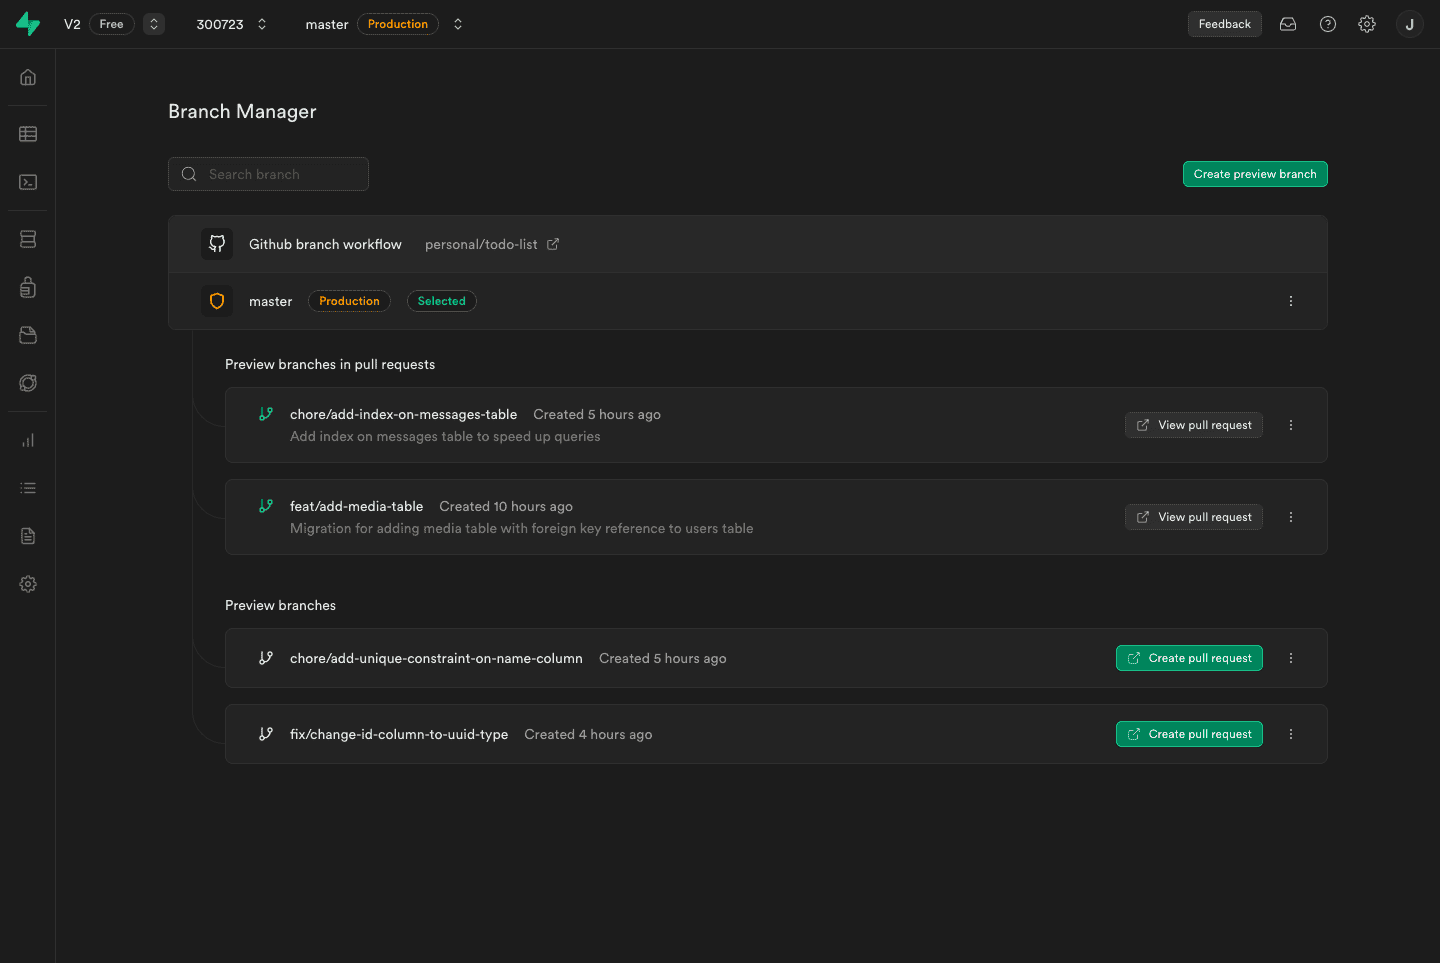 V2 Free 300723 master Production Feedback J
Branch Manager
Search branch Create preview branch
Github branch workflow personal/todo-list
master Production Selected
Preview branches in pull requests
chore/add-index-on-messages-table Created 5 hours ago
Add index on messages table to speed up queries
View pull request
feat/add-media-table Created 10 hours ago
Migration for adding media table with foreign key reference to users table
View pull request
Preview branches
chore/add-unique-constraint-on-name-column Created 5 hours ago Create pull request
fix/change-id-column-to-uuid-type Created 4 hours ago Create pull request